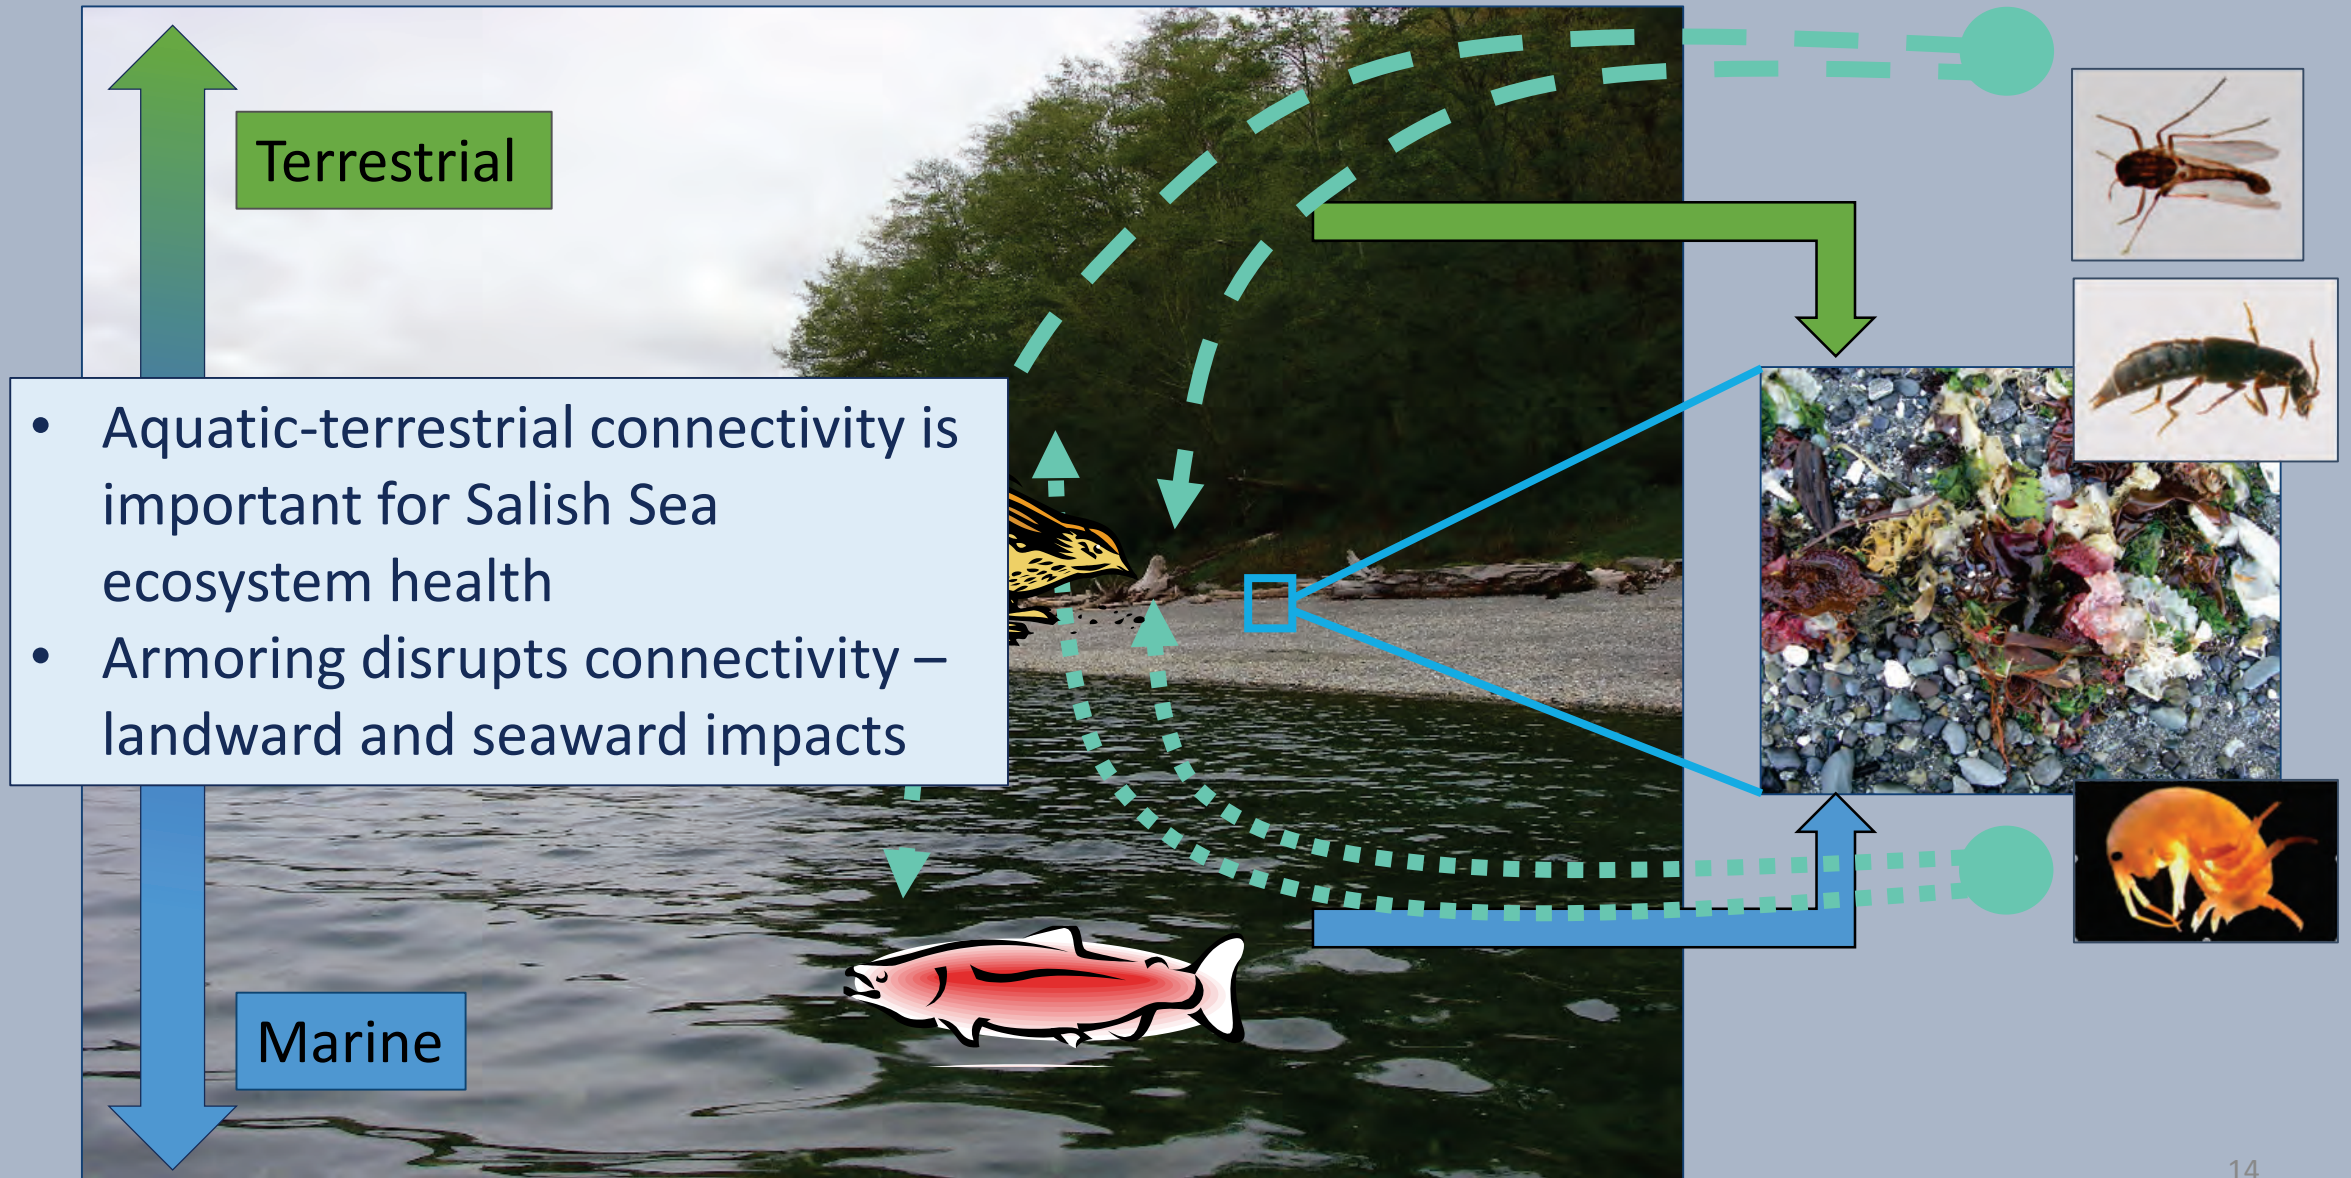 Terrestrial
• Aquatic-terrestrial connectivity is
important for Salish Sea
ecosystem health
• Armoring disrupts connectivity –
landward and seaward impacts
Marine
14